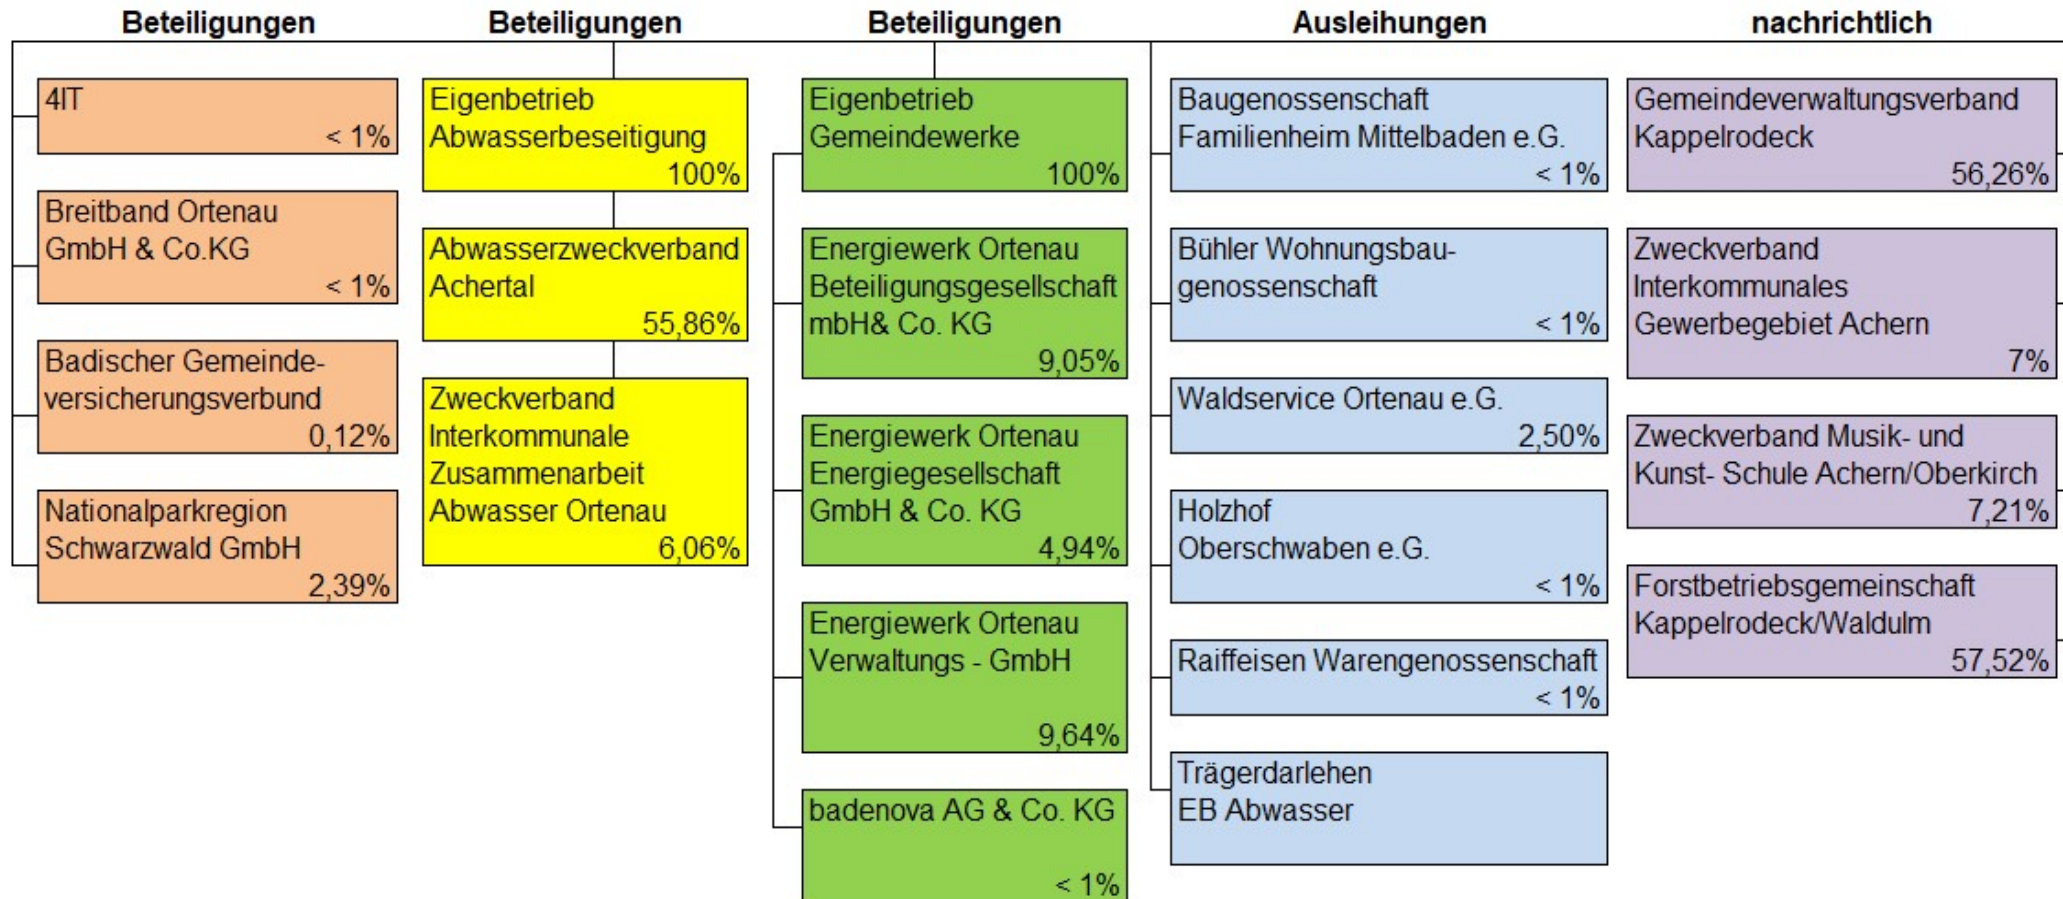 Beteiligungen
4IT
< 1%
Breitband Ortenau
GmbH & Co.KG
< 1%
Badischer Gemeinde-
versicherungsverbund
0,12%
Nationalparkregion
Schwarzwald GmbH
2,39%
Beteiligungen
Eigenbetrieb
Abwasserbeseitigung
100%
Abwasserzweckverband
Achertal
55,86%
Zweckverband
Interkommunale
Zusammenarbeit
Abwasser Ortenau
6,06%
Beteiligungen
Eigenbetrieb
Gemeindewerke
100%
Energiewerk Ortenau
Beteiligungsgesellschaft
mbH& Co. KG
9,05%
Energiewerk Ortenau
Energiegesellschaft
GmbH & Co. KG
4,94%
Energiewerk Ortenau
Verwaltungs - GmbH
9,64%
badenova AG & Co. KG
< 1%
Ausleihungen
Baugenossenschaft
Familienheim Mittelbaden e.G.
< 1%
Bühler Wohnungsbau-
genossenschaft
< 1%
Waldservice Ortenau e.G.
2,50%
Holzhof
Oberschwaben e.G.
< 1%
Raiffeisen Warengenossenschaft
< 1%
Trägerdarlehen
EB Abwasser
nachrichtlich
Gemeindeverwaltungsverband
Kappelrodeck
56,26%
Zweckverband
Interkommunales
Gewerbegebiet Achern
7%
Zweckverband Musik- und
Kunst- Schule Achern/Oberkirch
7,21%
Forstbetriebsgemeinschaft
Kappelrodeck/Waldulm
57,52%